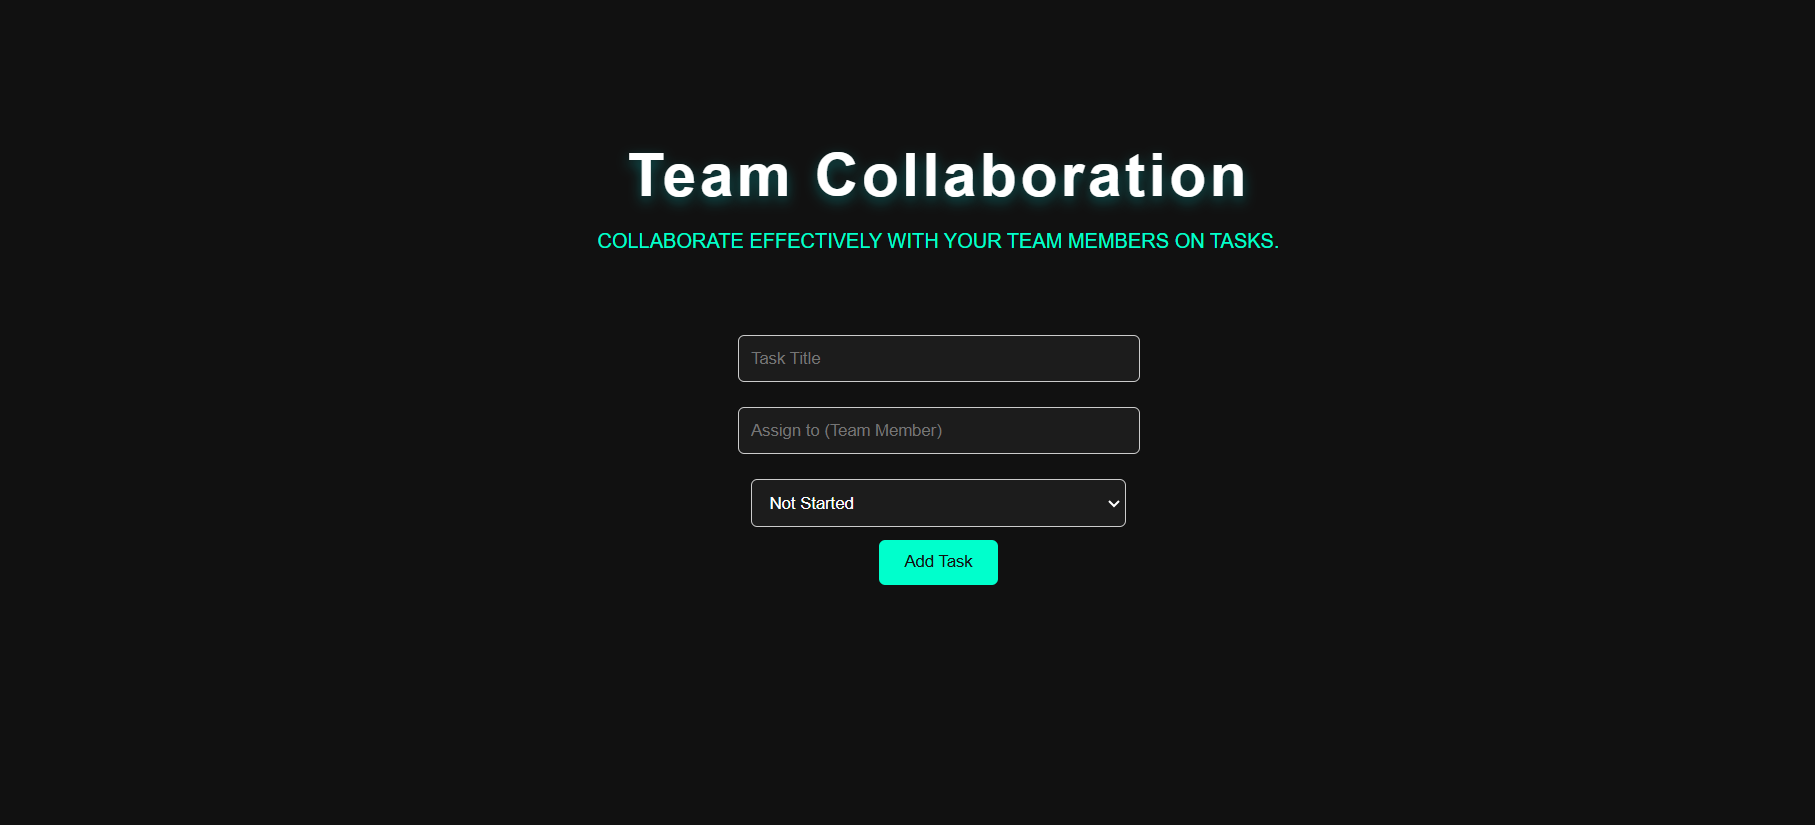 Team Collaboration
COLLABORATE EFFECTIVELY WITH YOUR TEAM MEMBERS ON TASKS.
Task Title
Assign to (Team Member)
Not Started
Add Task